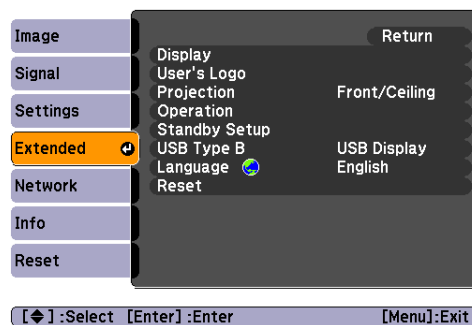 Image
Signal
Settings
Extended
Network
Info
Reset
Return
Display
User's Logo
Projection Front/Ceiling
Operation
Standby Setup
USB Type B USB Display
Language English
Reset
[◆] :Select [Enter] :Enter [Menu]:Exit